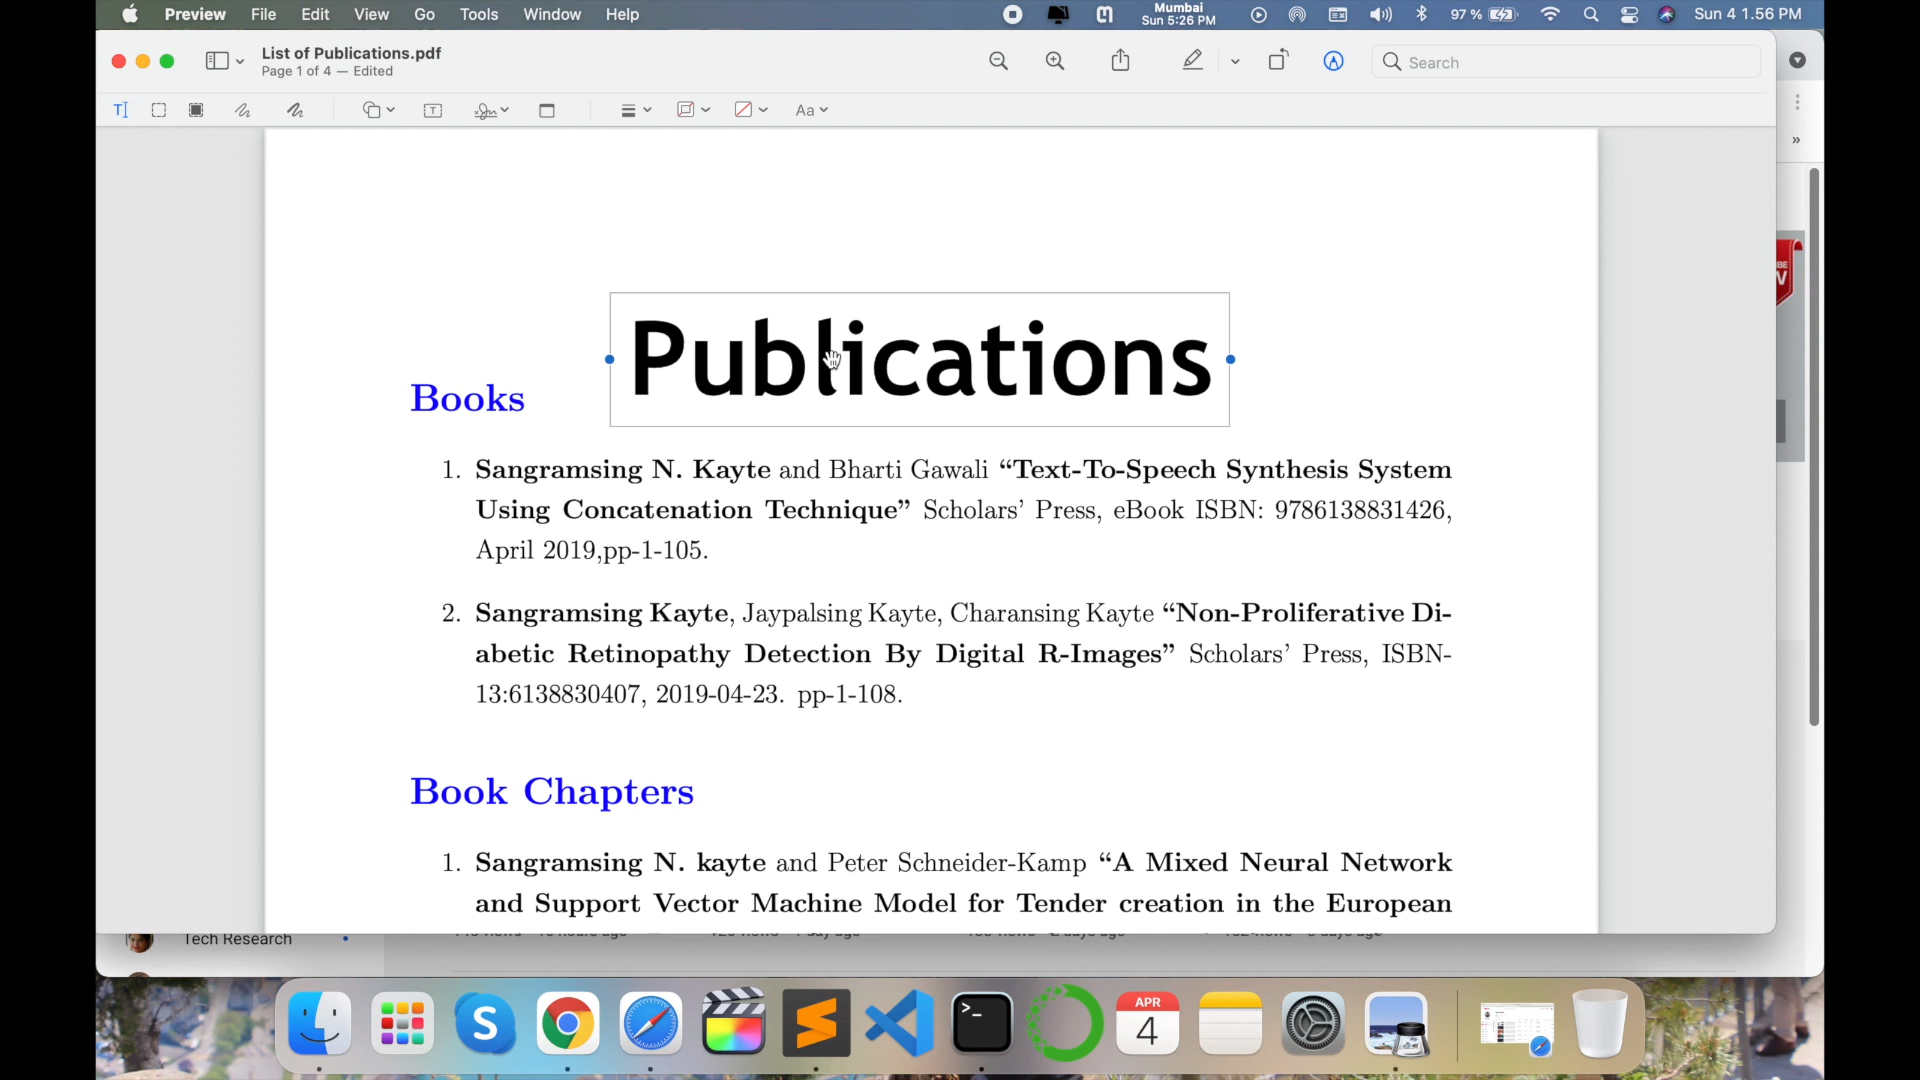 Preview File Edit View Go Tools Window Help Mumbai Sun 5:26 PM 97 % Sun 4 1.56 PM
List of Publications.pdf
Page 1 of 4 — Edited
Search
Aa
Publications
Books
1. Sangramsing N. Kayte and Bharti Gawali “Text-To-Speech Synthesis System
Using Concatenation Technique” Scholars’ Press, eBook ISBN: 9786138831426,
April 2019,pp-1-105.
2. Sangramsing Kayte, Jaypalsing Kayte, Charansing Kayte “Non-Proliferative Di-
abetic Retinopathy Detection By Digital R-Images” Scholars’ Press, ISBN-
13:6138830407, 2019-04-23. pp-1-108.
Book Chapters
1. Sangramsing N. kayte and Peter Schneider-Kamp “A Mixed Neural Network
and Support Vector Machine Model for Tender creation in the European
Tech Research
APR
4